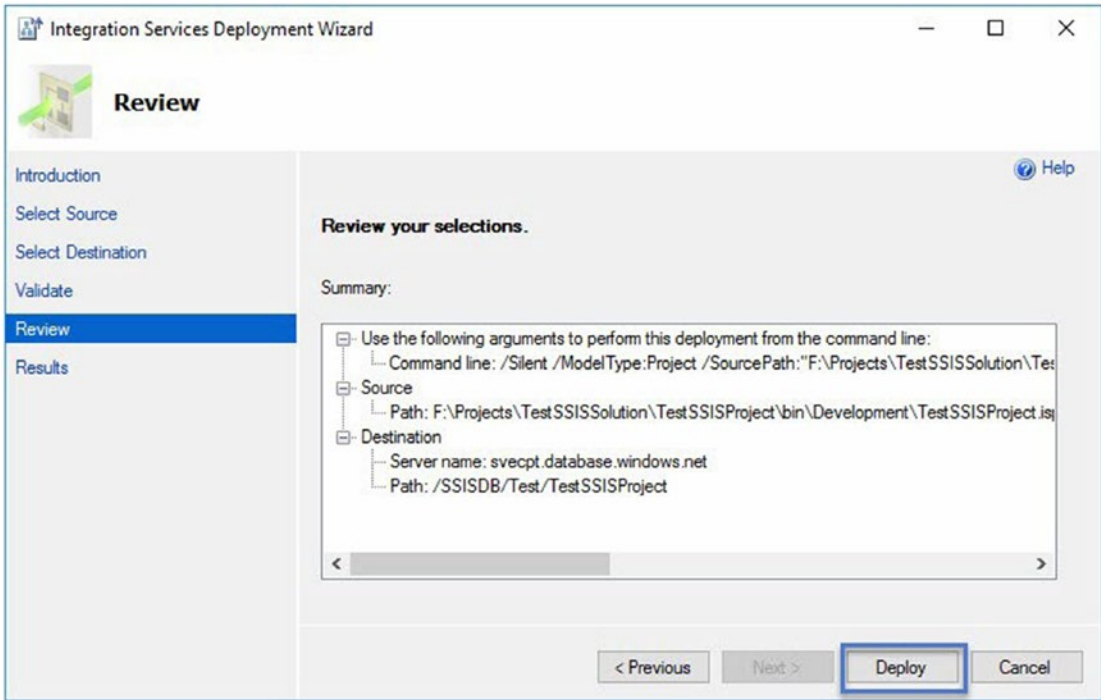 Integration Services Deployment Wizard
Review
Introduction
Select Source
Select Destination
Validate
Review
Results
Help
Review your selections.
Summary:
Use the following arguments to perform this deployment from the command line:
Command line: /Silent /ModelType:Project /SourcePath:"F:\Projects\TestSSISSolution\Tes
Source
Path: F:\Projects\TestSSISSolution\TestSSISProject\bin\Development\TestSSISProject.isp
Destination
Server name: svecpt.database.windows.net
Path: /SSISDB/Test/TestSSISProject
< Previous
Next >
Deploy
Cancel